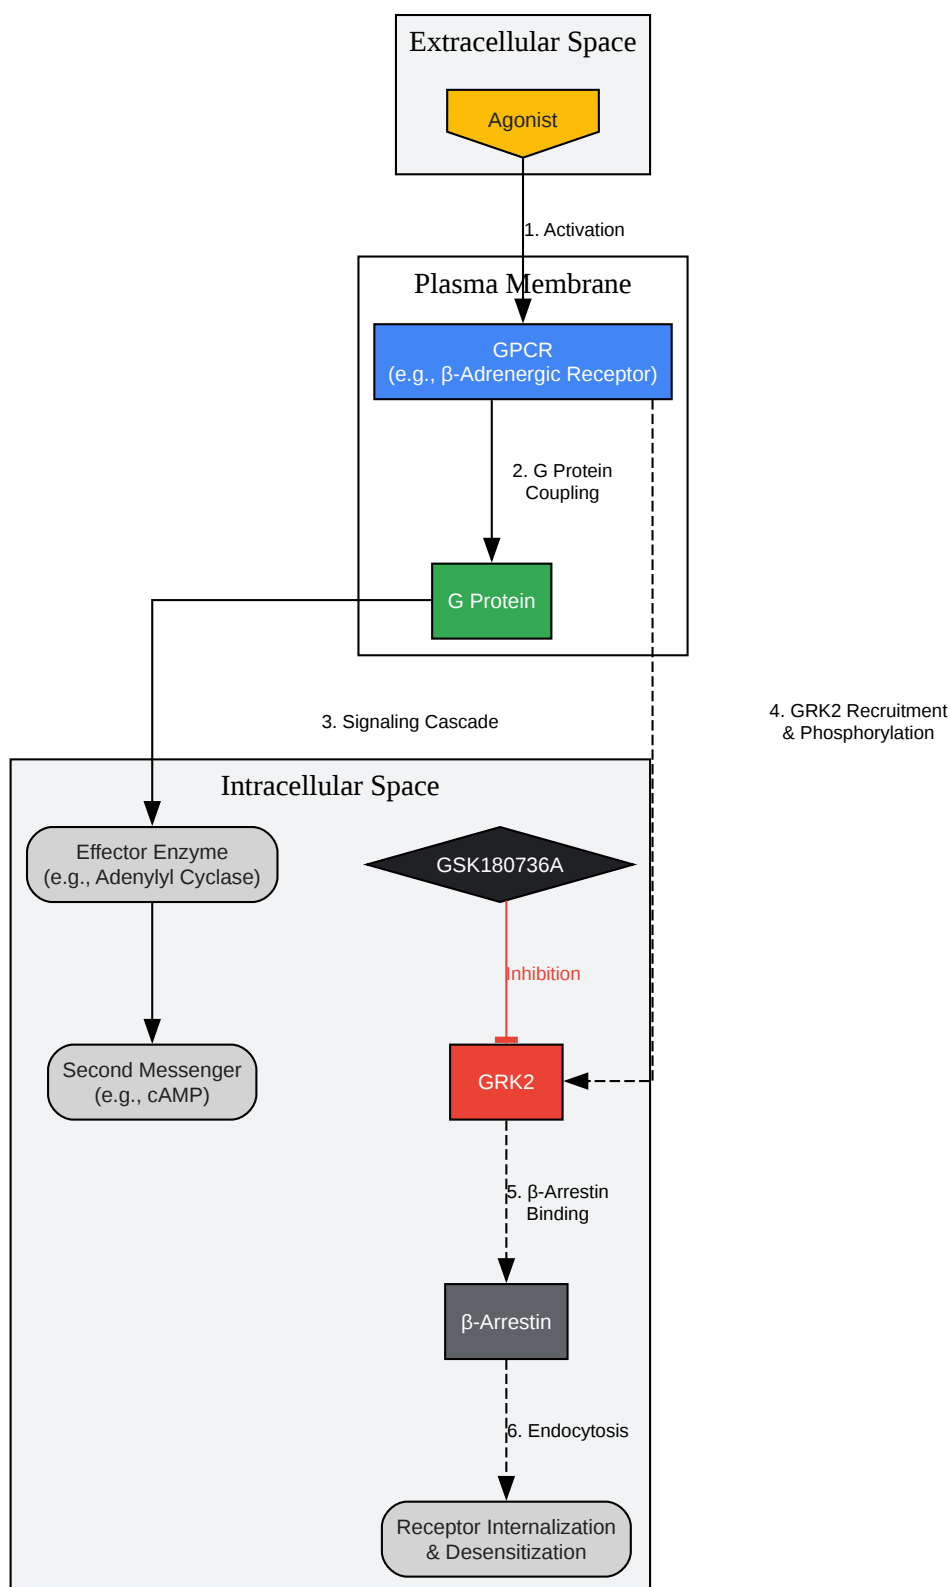 Extracellular Space
Agonist
1. Activation
Plasma Membrane
GPCR
(e.g., β-Adrenergic Receptor)
2. G Protein
Coupling
G Protein
3. Signaling Cascade
4. GRK2 Recruitment
& Phosphorylation
Intracellular Space
Effector Enzyme
(e.g., Adenylyl Cyclase)
GSK180736A
Inhibition
Second Messenger
(e.g., cAMP)
GRK2
5. β-Arrestin
Binding
β-Arrestin
6. Endocytosis
Receptor Internalization
& Desensitization